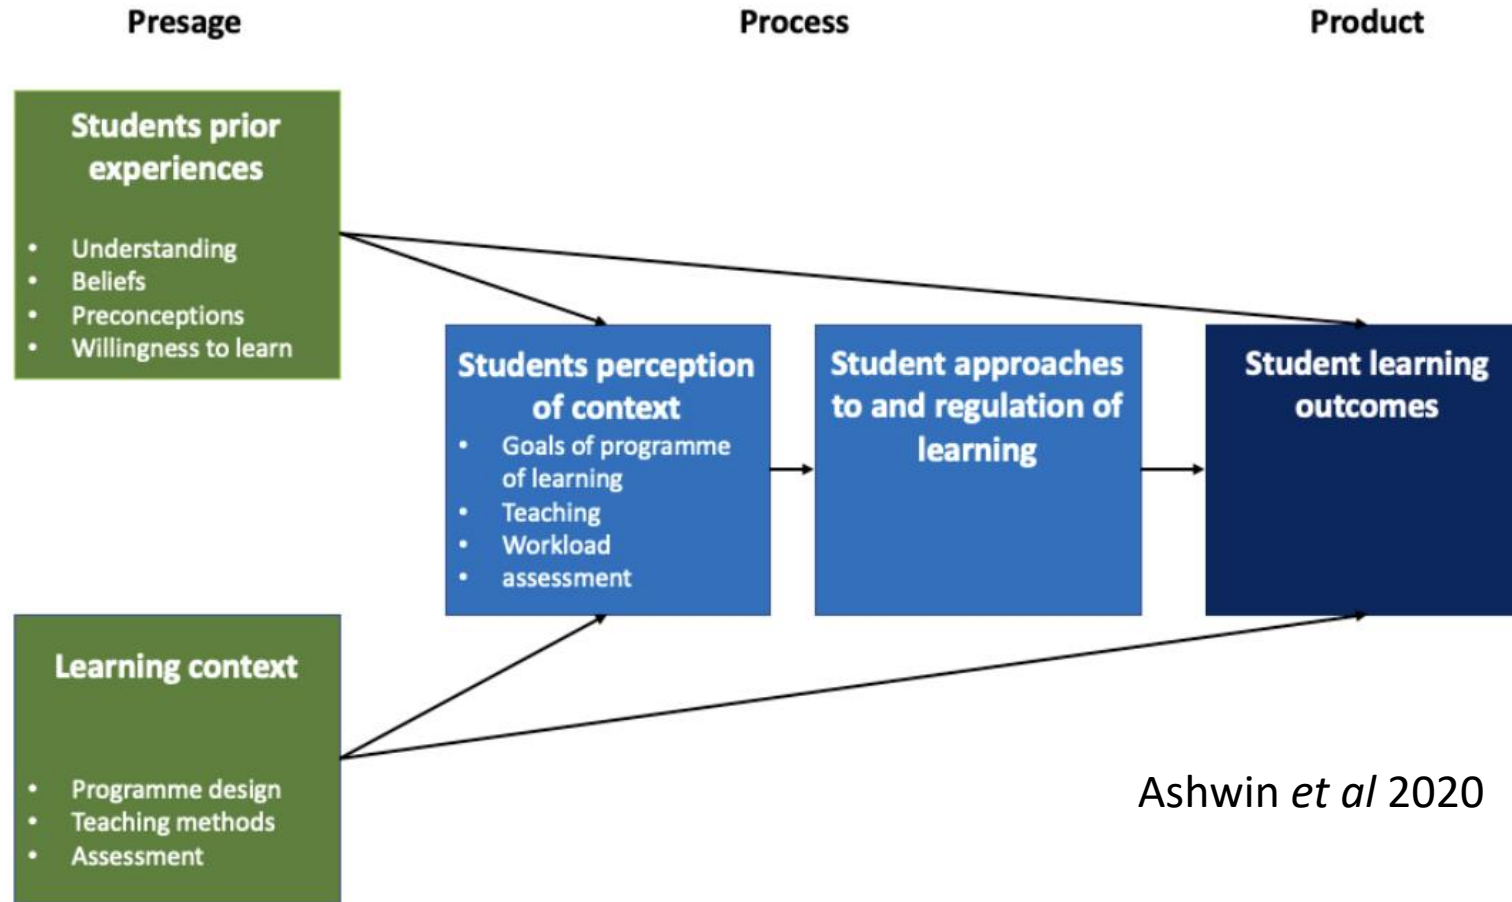 Presage
Process
Product
Students prior
experiences
• Understanding
• Beliefs
• Preconceptions
• Willingness to learn
Students perception
of context
• Goals of programme
of learning
• Teaching
• Workload
• assessment
Student approaches
to and regulation of
learning
Student learning
outcomes
Learning context
• Programme design
• Teaching methods
• Assessment
Ashwin et al 2020